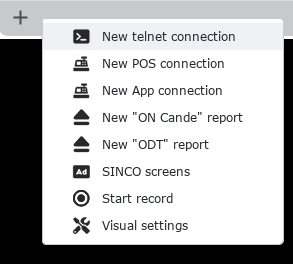 New telnet connection
New POS connection
New App connection
New "ON Cande" report
New "ODT" report
Ad SINCO screens
Start record
Visual settings